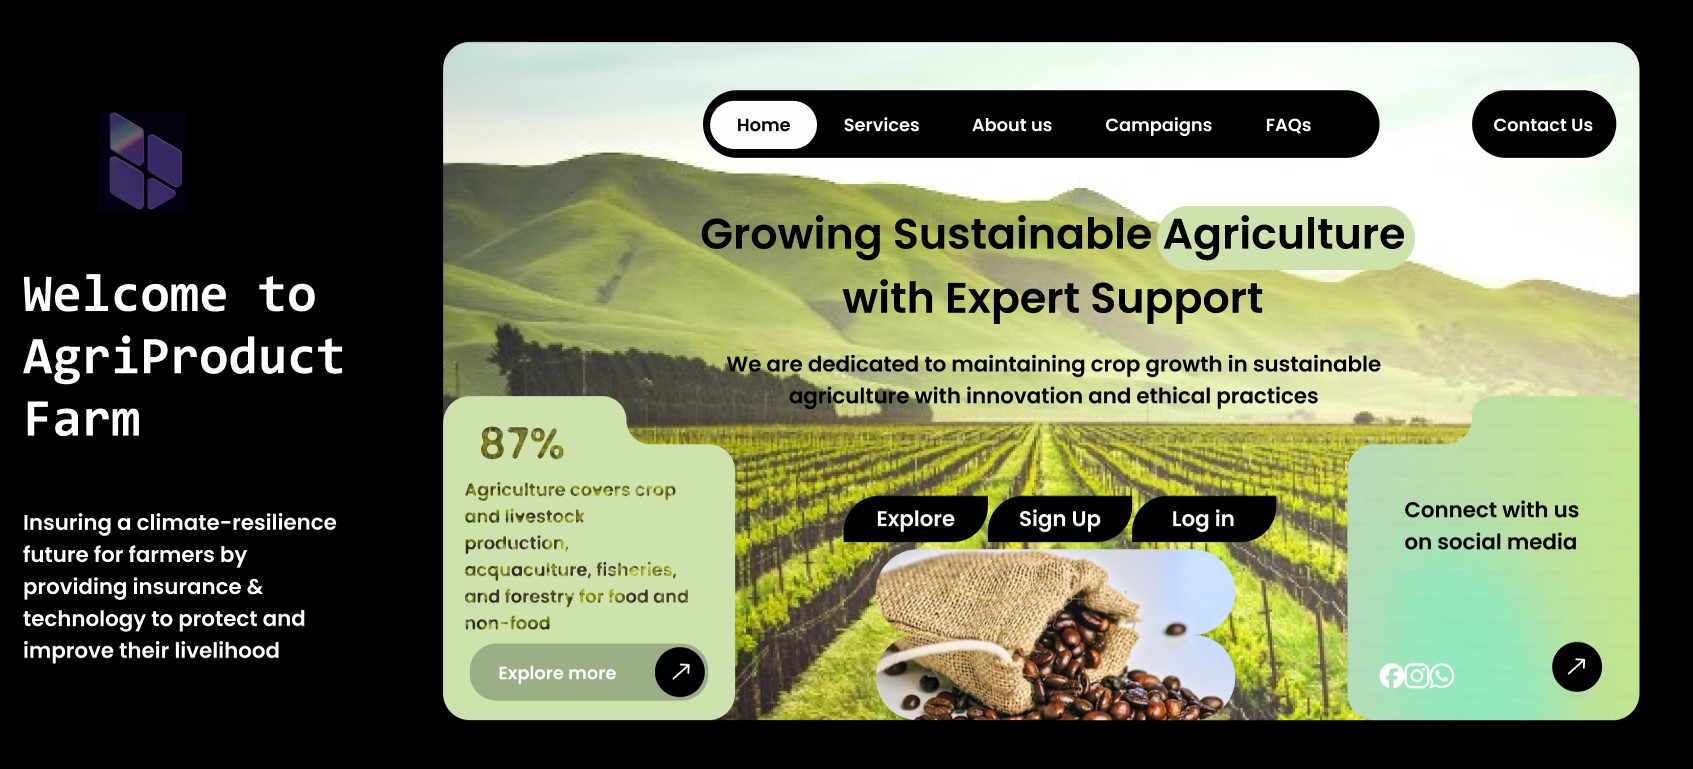 Welcome to
AgriProduct
Farm
Insuring a climate-resilience
future for farmers by
providing insurance &
technology to protect and
improve their livelihood
Home Services About us Campaigns FAQs Contact Us
Growing Sustainable Agriculture
with Expert Support
We are dedicated to maintaining crop growth in sustainable
agriculture with innovation and ethical practices
87%
Agriculture covers crop
and livestock
production,
acquaculture, fisheries,
and forestry for food and
non-food
Explore more
Explore Sign Up Log in
Connect with us
on social media